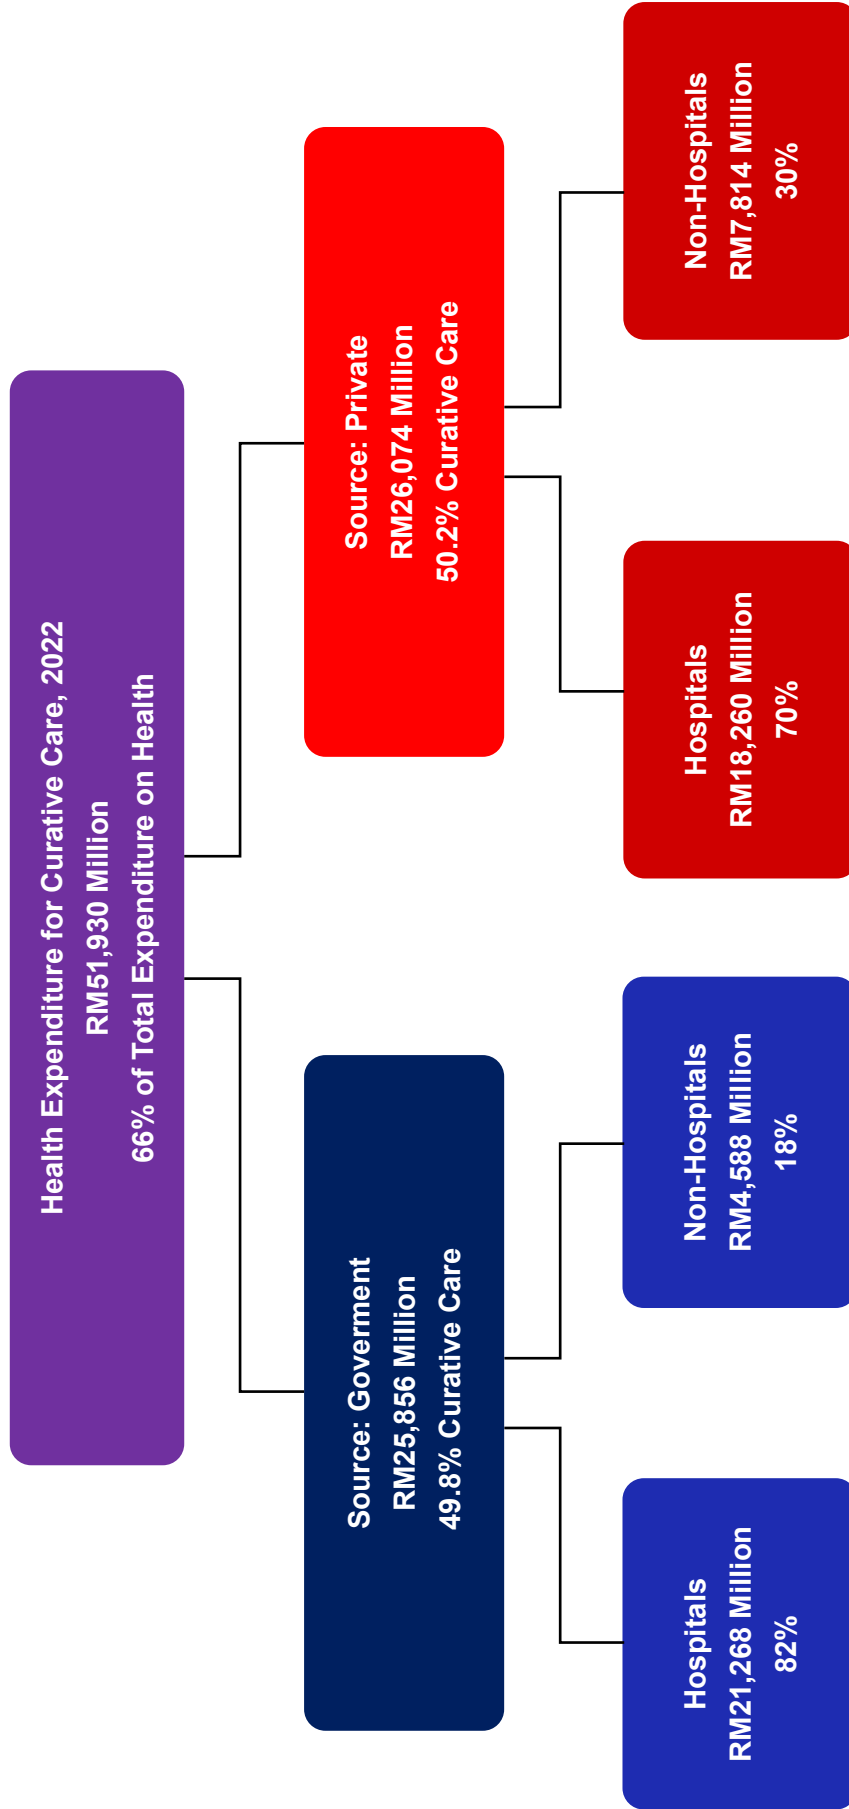 Health Expenditure for Curative Care, 2022
RM51,930 Million
66% of Total Expenditure on Health
Source: Goverment
RM25,856 Million
49.8% Curative Care
Source: Private
RM26,074 Million
50.2% Curative Care
Hospitals
RM21,268 Million
82%
Non-Hospitals
RM4,588 Million
18%
Hospitals
RM18,260 Million
70%
Non-Hospitals
RM7,814 Million
30%